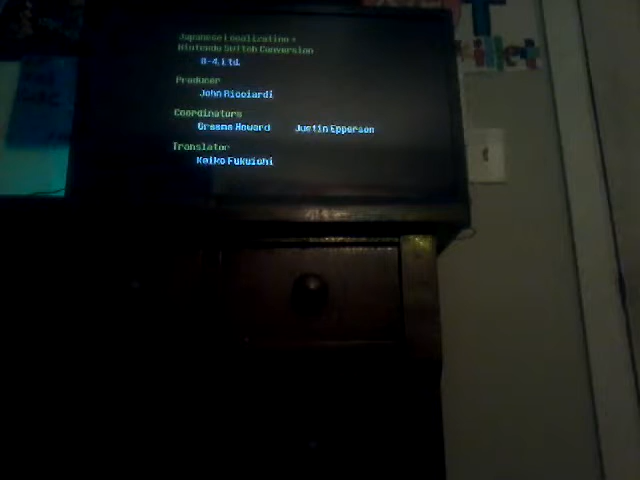 Japanese Localization +
Nintendo Switch Conversion
8-4, Ltd.
Producer
John Ricciardi
Coordinators
Graeme Howard Justin Epperson
Translator
Keiko Fukuichi